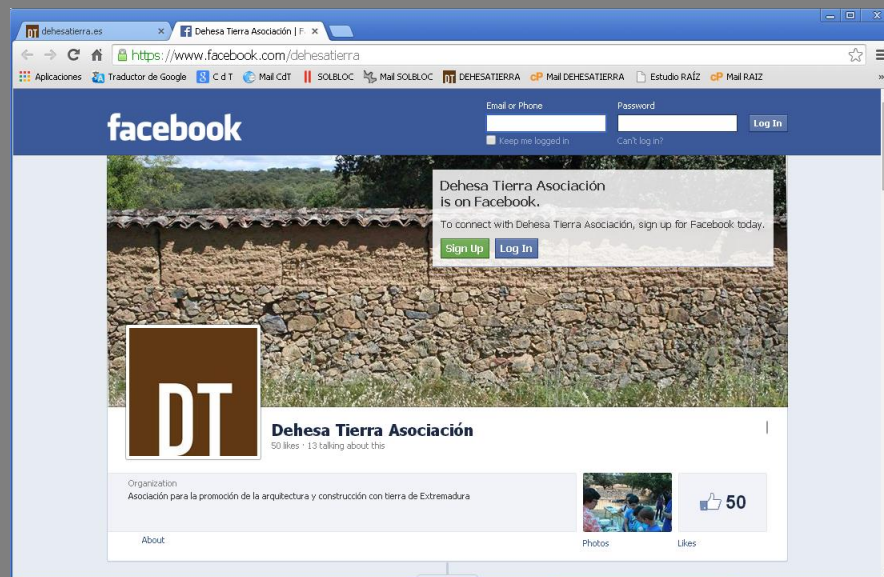 dehesatierra.es
Dehesa Tierra Asociación | F
https://www.facebook.com/dehesatierra
Aplicaciones Traductor de Google C d T Mail CdT SOLBLOC Mail SOLBLOC DEHESATIERRA Mail DEHESATIERRA Estudio RAÍZ Mail RAIZ »
facebook
Email or Phone
Password
Log In
Keep me logged in
Can't log in?
Dehesa Tierra Asociación
is on Facebook.
To connect with Dehesa Tierra Asociación, sign up for Facebook today.
Sign Up Log In
DT
Dehesa Tierra Asociación
50 likes · 13 talking about this
Organization
Asociación para la promoción de la arquitectura y construcción con tierra de Extremadura
50
About
Photos
Likes